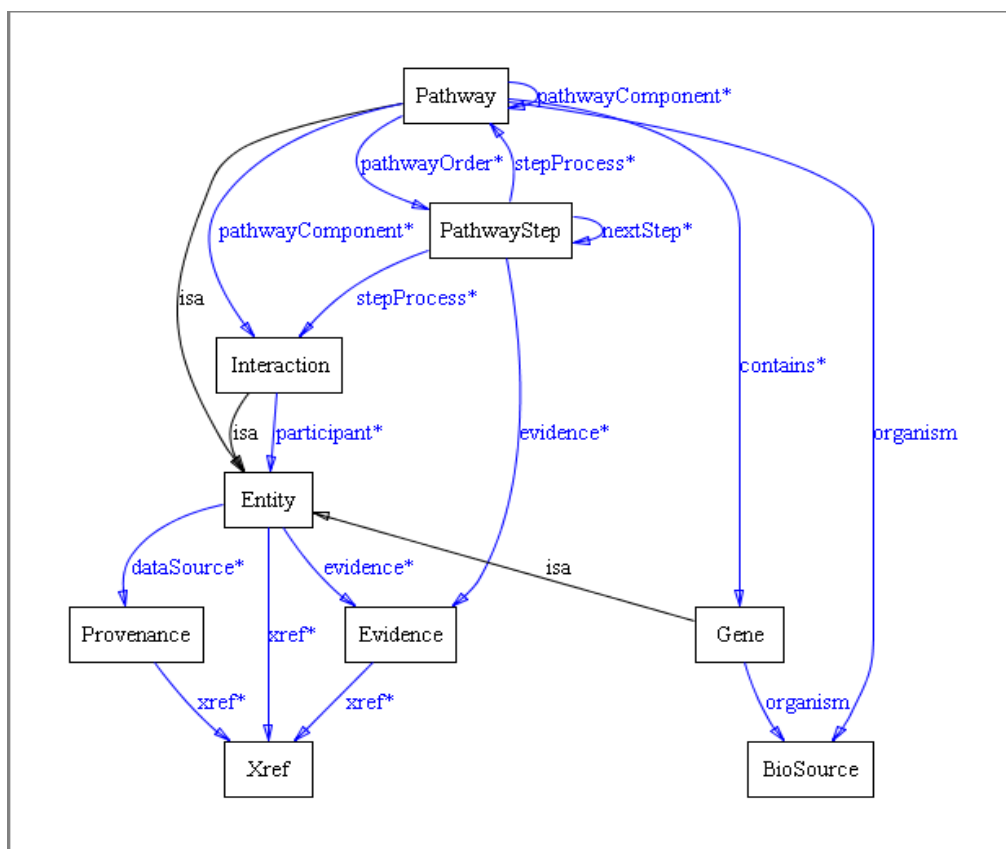 Pathway
pathwayComponent*
pathwayOrder*
stepProcess*
pathwayComponent*
PathwayStep
nextStep*
isa
stepProcess*
Interaction
contains*
isa
participant*
evidence*
organism
Entity
dataSource*
evidence*
isa
Provenance
xref*
Evidence
Gene
xref*
xref*
organism
Xref
BioSource